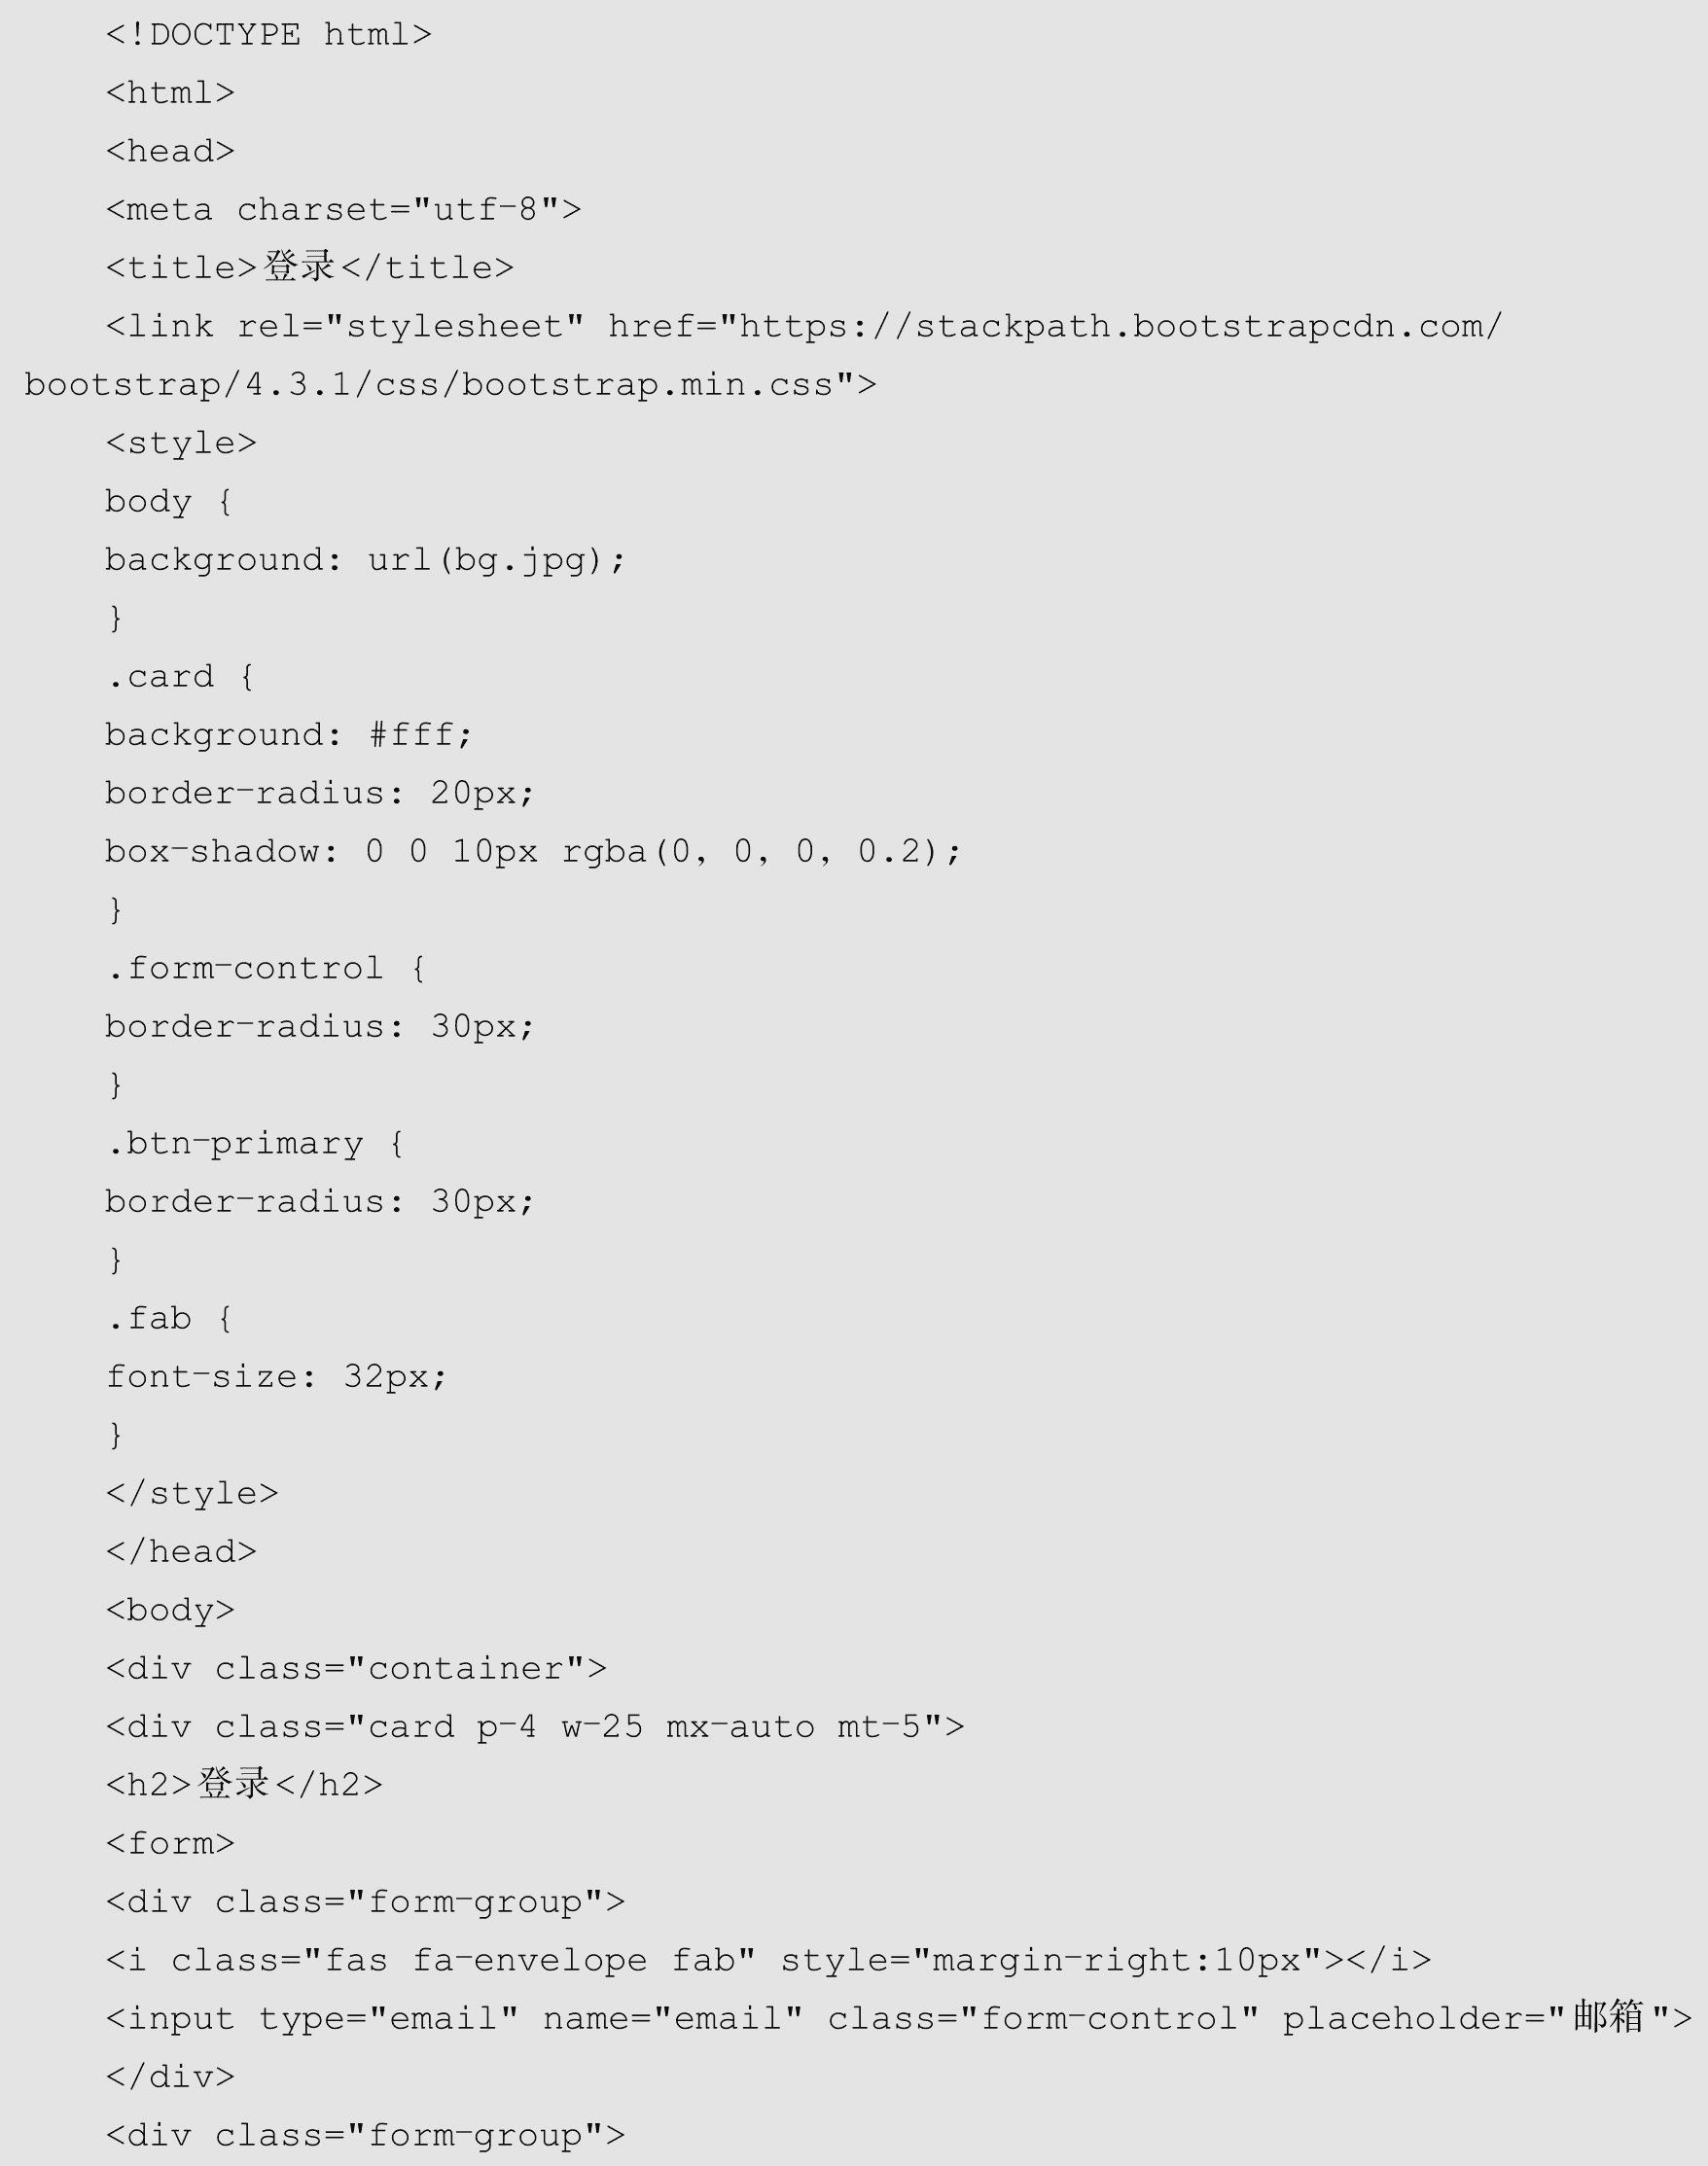 <!DOCTYPE html>
<html>
<head>
<meta charset="utf-8">
<title>登录</title>
<link rel="stylesheet" href="https://stackpath.bootstrapcdn.com/
bootstrap/4.3.1/css/bootstrap.min.css">
<style>
body {
background: url(bg.jpg);
}
.card {
background: #fff;
border-radius: 20px;
box-shadow: 0 0 10px rgba(0, 0, 0, 0.2);
}
.form-control {
border-radius: 30px;
}
.btn-primary {
border-radius: 30px;
}
.fab {
font-size: 32px;
}
</style>
</head>
<body>
<div class="container">
<div class="card p-4 w-25 mx-auto mt-5">
<h2>登录</h2>
<form>
<div class="form-group">
<i class="fas fa-envelope fab" style="margin-right:10px"></i>
<input type="email" name="email" class="form-control" placeholder="邮箱">
</div>
<div class="form-group">